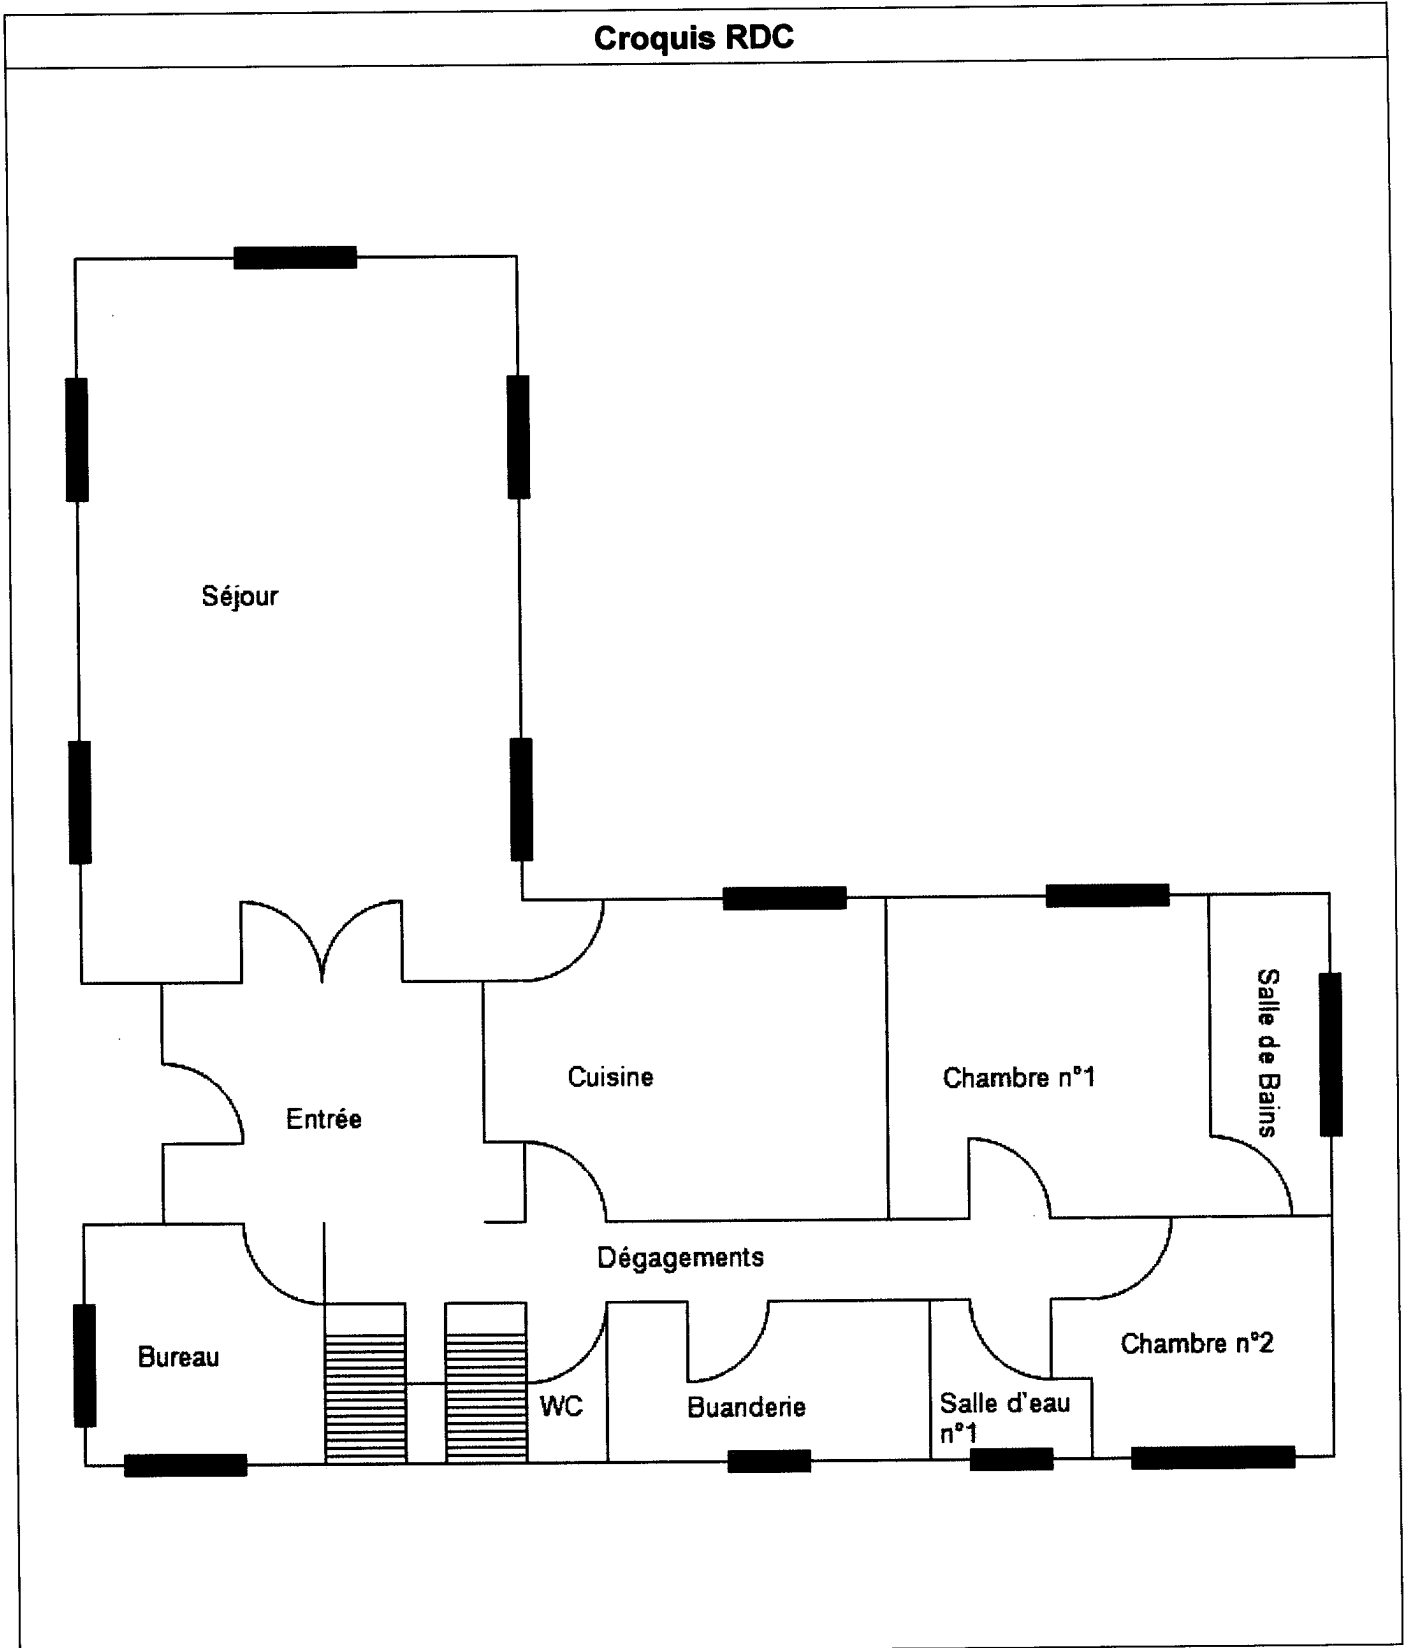 Croquis RDC
Séjour
Salle de Bains
Cuisine
Chambre n°1
Entrée
Dégagements
Bureau
Chambre n°2
WC
Buanderie
Salle d'eau
n°1